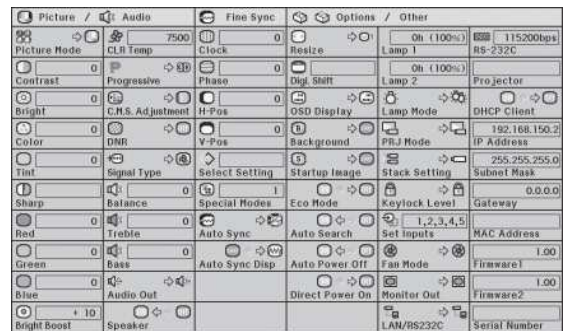 Picture / Audio
Fine Sync
Options / Other
Picture Mode
7500
CLR Temp
0
Clock
Resize
0h (100%)
Lamp 1
115200bps
RS-232C
0
Contrast
Progressive
0
Phase
Digi. Shift
0h (100%)
Lamp 2
Projector
0
Bright
C.M.S. Adjustment
0
H-Pos
OSD Display
Lamp Mode
DHCP Client
0
Color
DNR
0
V-Pos
Background
PRJ Mode
192.168.150.2
IP Address
0
Tint
Signal Type
Select Setting
Startup Image
Stack Setting
255.255.255.0
Subnet Mask
0
Sharp
0
Balance
1
Special Modes
Eco Mode
Keylock Level
0.0.0.0
Gateway
0
Red
0
Treble
Auto Sync
Auto Search
1,2,3,4,5
Set Inputs
MAC Address
0
Green
0
Bass
Auto Sync Disp
Auto Power Off
Fan Mode
1.00
Firmware1
0
Blue
Audio Out
Direct Power On
Monitor Out
1.00
Firmware2
+ 10
Bright Boost
Speaker
LAN/RS232C
Serial Number